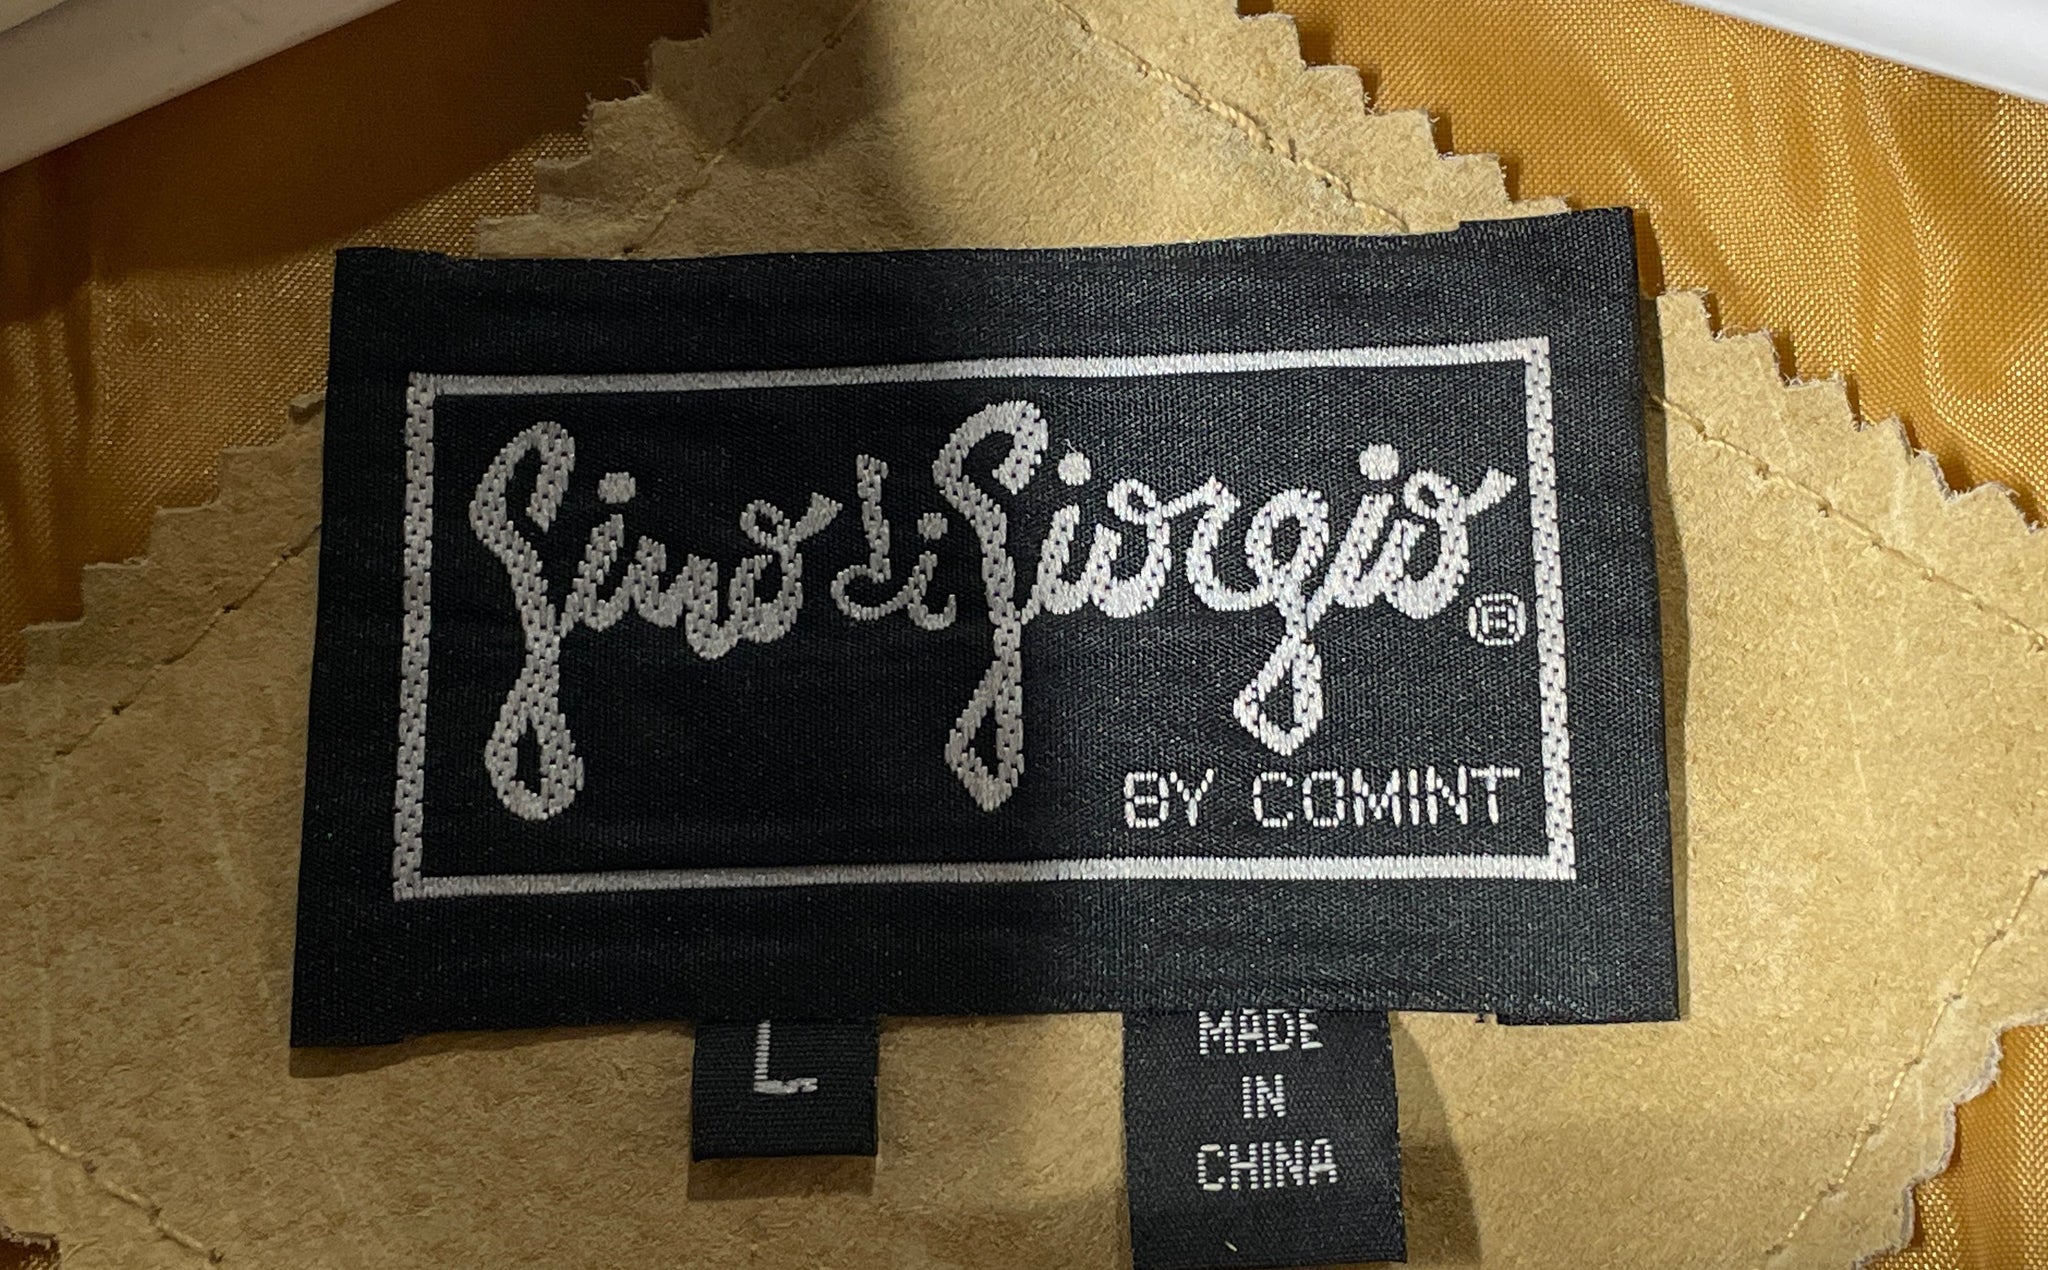 Gino di Giorgio ®
BY COMINT
L
MADE
IN
CHINA